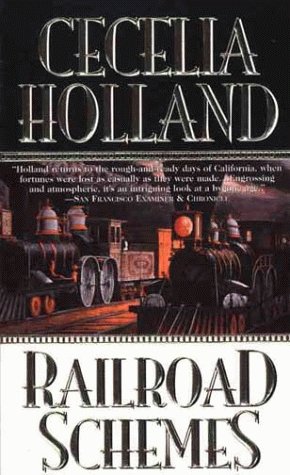 CECELIA
HOLLAND
"Holland returns to the rough-and-ready days of California, when
fortunes were lost as casually as they were made. Engrossing
and atmospheric, it's an intriguing look at a bygone age."
—SAN FRANCISCO EXAMINER & CHRONICLE
RAILROAD
SCHEMES